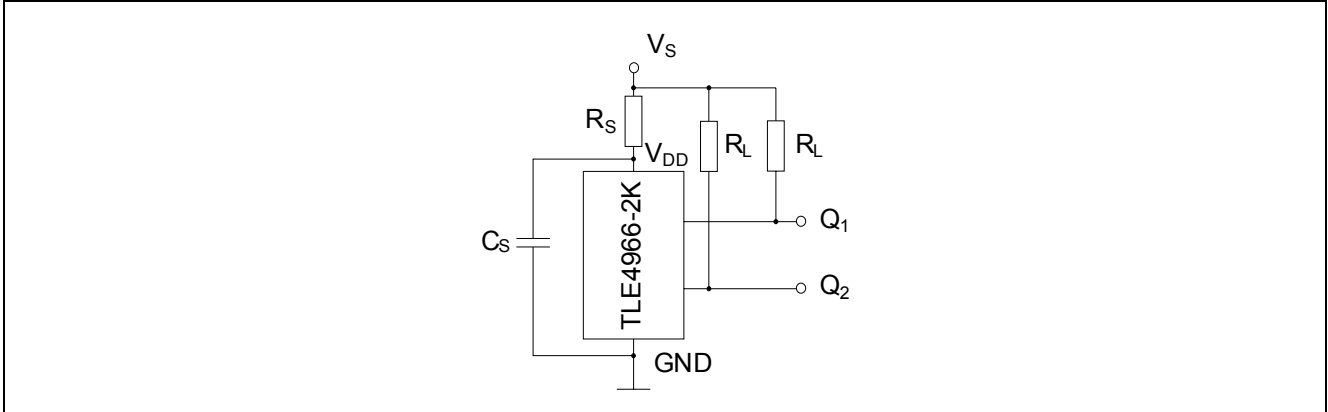 V_S
R_S
R_L
R_L
V_DD
TLE4966-2K
Q_1
C_S
Q_2
GND